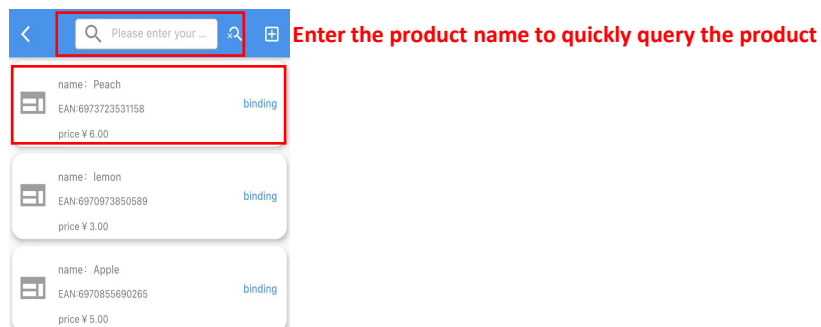 Please enter your ...
Enter the product name to quickly query the product
name： Peach
EAN:6973723531158
binding
price ¥ 6.00
name： lemon
EAN:6970973850589
binding
price ¥ 3.00
name： Apple
EAN:6970855690265
binding
price ¥ 5.00